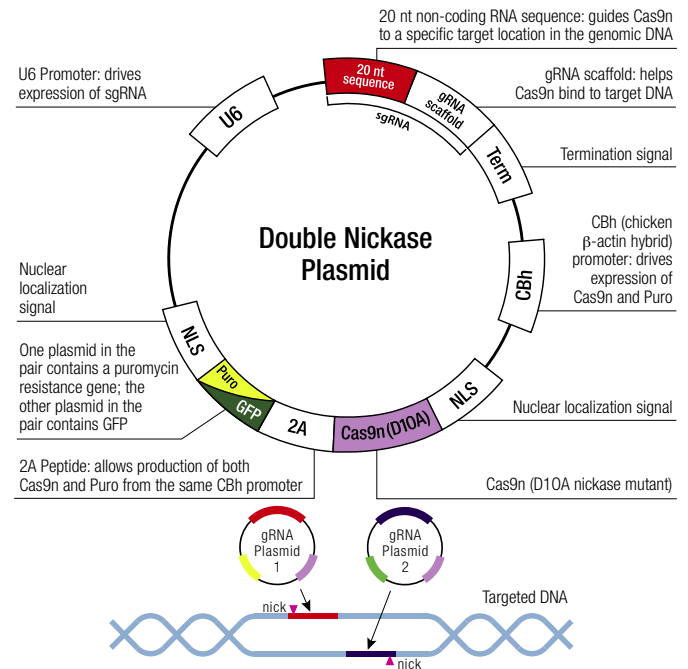 20 nt non-coding RNA sequence: guides Cas9n
to a specific target location in the genomic DNA
U6 Promoter: drives
expression of sgRNA
20 nt
sequence
gRNA
scaffold
sgRNA
gRNA scaffold: helps
Cas9n bind to target DNA
U6
Term
Termination signal
Double Nickase
Plasmid
CBh (chicken
β-actin hybrid)
promoter: drives
expression of
Cas9n and Puro
CBh
Nuclear
localization
signal
NLS
One plasmid in the
pair contains a puromycin
resistance gene; the
other plasmid in the
pair contains GFP
Puro
GFP
2A
Cas9n (D10A)
NLS
Nuclear localization signal
2A Peptide: allows production of both
Cas9n and Puro from the same CBh promoter
Cas9n (D10A nickase mutant)
gRNA
Plasmid
1
gRNA
Plasmid
2
Targeted DNA
nick
nick